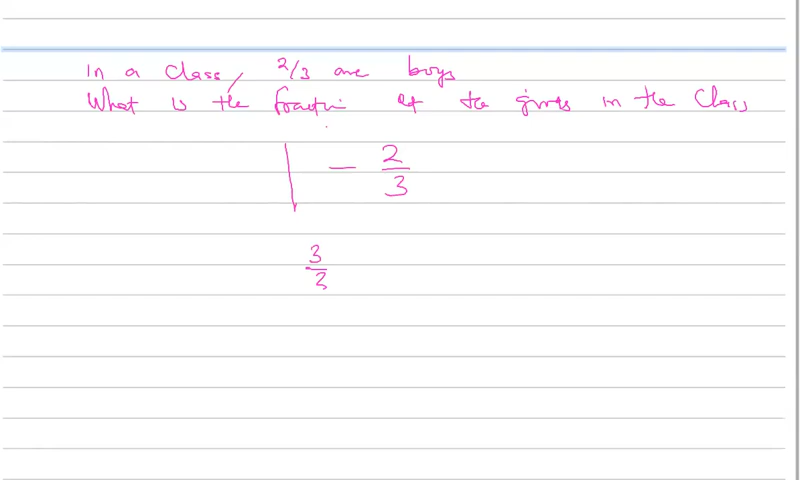 In a class, 2/3 are boys
What is the fraction of the girls in the class
1 - 2/3
3/3